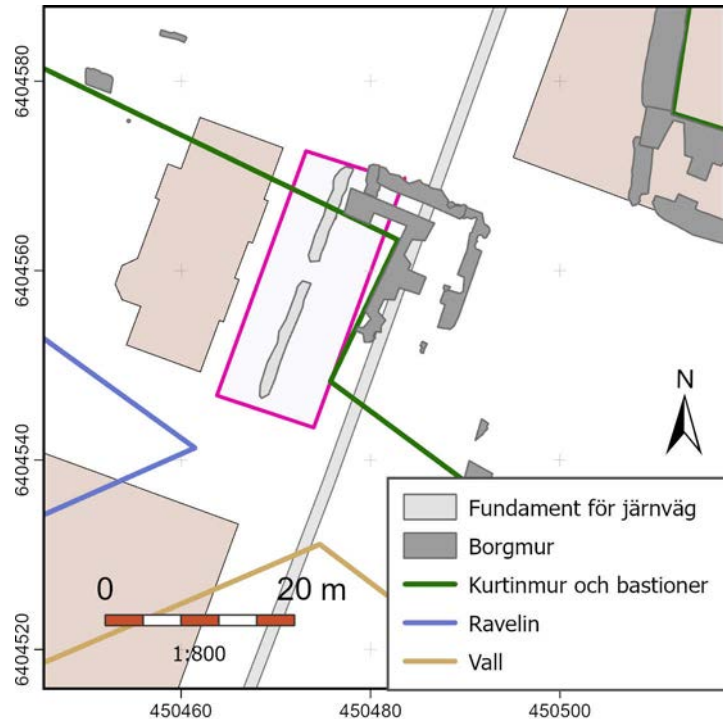 6404580
6404560
6404540
6404520
N
Fundament för järnväg
Borgmur
Kurtinmur och bastioner
Ravelin
Vall
0 20 m
1:800
450460 450480 450500